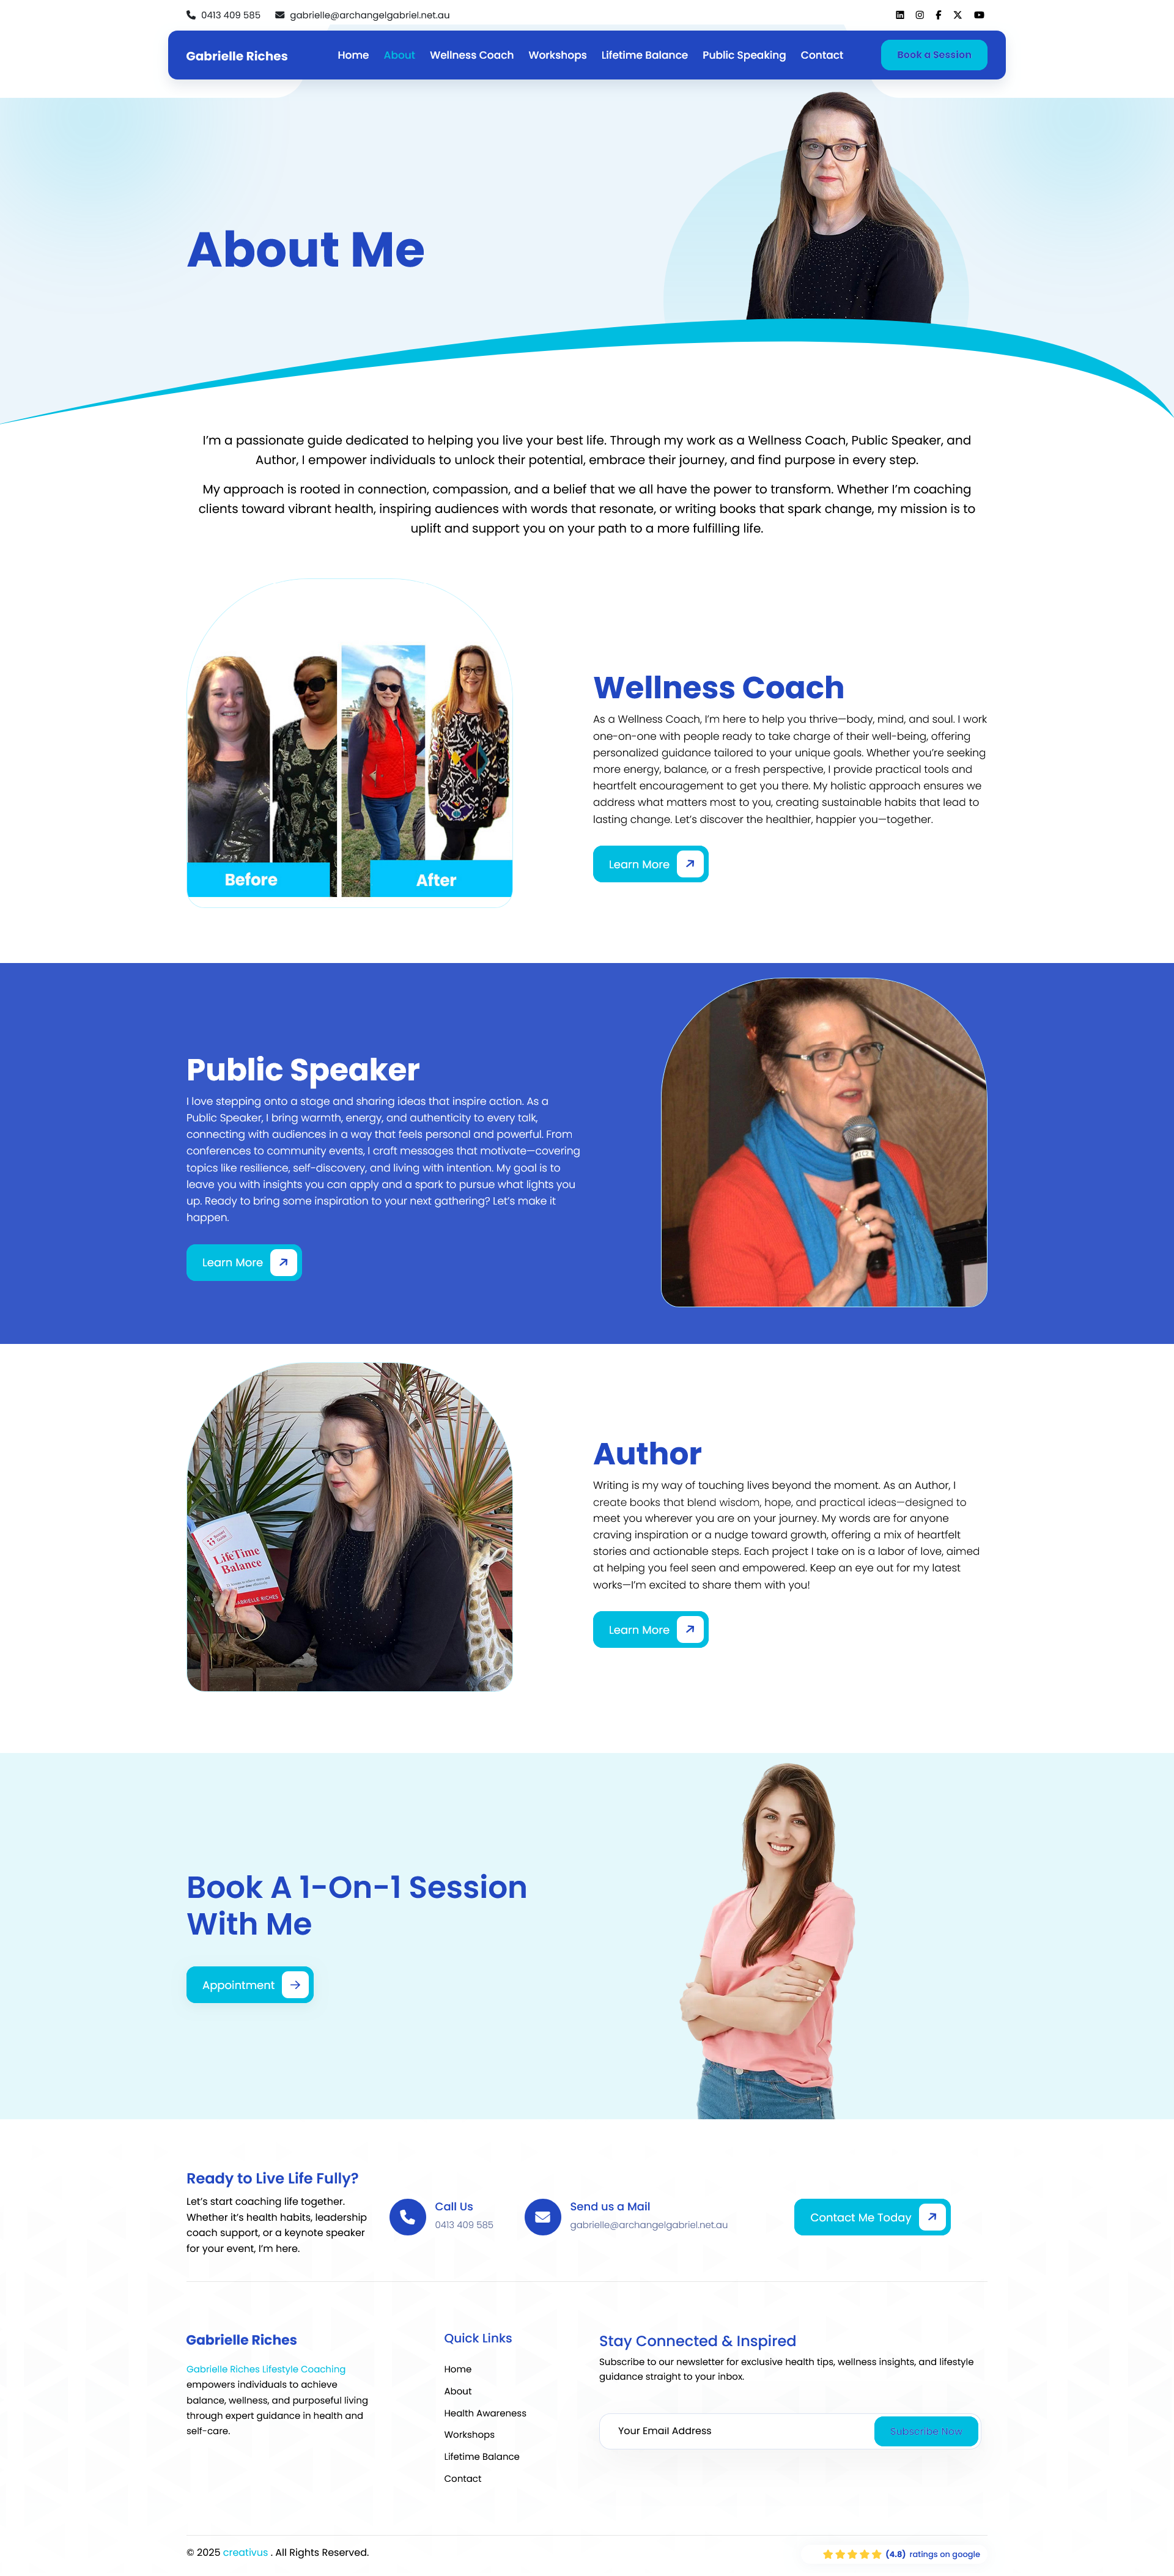 0413 409 585
gabrielle@archangelgabriel.net.au
Gabrielle Riches
Home
About
Wellness Coach
Workshops
Lifetime Balance
Public Speaking
Contact
Book a Session
About Me
I'm a passionate guide dedicated to helping you live your best life. Through my work as a Wellness Coach, Public Speaker, and
Author, I empower individuals to unlock their potential, embrace their journey, and find purpose in every step.
My approach is rooted in connection, compassion, and a belief that we all have the power to transform. Whether I'm coaching
clients toward vibrant health, inspiring audiences with words that resonate, or writing books that spark change, my mission is to
uplift and support you on your path to a more fulfilling life.
Before
After
Wellness Coach
As a Wellness Coach, I'm here to help you thrive—body, mind, and soul. I work
one-on-one with people ready to take charge of their well-being, offering
personalized guidance tailored to your unique goals. Whether you're seeking
more energy, balance, or a fresh perspective, I provide practical tools and
heartfelt encouragement to get you there. My holistic approach ensures we
address what matters most to you, creating sustainable habits that lead to
lasting change. Let's discover the healthier, happier you—together.
Learn More
Public Speaker
I love stepping onto a stage and sharing ideas that inspire action. As a
Public Speaker, I bring warmth, energy, and authenticity to every talk,
connecting with audiences in a way that feels personal and powerful. From
conferences to community events, I craft messages that motivate—covering
topics like resilience, self-discovery, and living with intention. My goal is to
leave you with insights you can apply and a spark to pursue what lights you
up. Ready to bring some inspiration to your next gathering? Let's make it
happen.
Learn More
LifeTime
Balance
GABRIELLE RICHES
Author
Writing is my way of touching lives beyond the moment. As an Author, I
create books that blend wisdom, hope, and practical ideas—designed to
meet you wherever you are on your journey. My words are for anyone
craving inspiration or a nudge toward growth, offering a mix of heartfelt
stories and actionable steps. Each project I take on is a labor of love, aimed
at helping you feel seen and empowered. Keep an eye out for my latest
works—I'm excited to share them with you!
Learn More
Book A 1-On-1 Session
With Me
Appointment
Ready to Live Life Fully?
Let's start coaching life together.
Whether it's health habits, leadership
coach support, or a keynote speaker
for your event, I'm here.
Call Us
0413 409 585
Send us a Mail
gabrielle@archangelgabriel.net.au
Contact Me Today
Gabrielle Riches
Gabrielle Riches Lifestyle Coaching
empowers individuals to achieve
balance, wellness, and purposeful living
through expert guidance in health and
self-care.
Quick Links
Home
About
Health Awareness
Workshops
Lifetime Balance
Contact
Stay Connected & Inspired
Subscribe to our newsletter for exclusive health tips, wellness insights, and lifestyle
guidance straight to your inbox.
Your Email Address
Subscribe Now
© 2025 creativus . All Rights Reserved.
(4.8) ratings on google